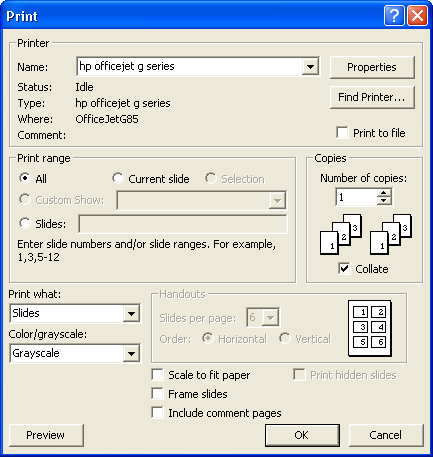 Print
Printer
Name: hp officejet g series Properties
Status: Idle
Type: hp officejet g series Find Printer...
Where: OfficeJetG85
Comment: Print to file
Print range
All Current slide Selection
Custom Show:
Slides:
Enter slide numbers and/or slide ranges. For example,
1,3,5-12
Copies
Number of copies:
1
1 2 3 1 2 3
Collate
Print what:
Slides
Color/grayscale:
Grayscale
Handouts
Slides per page: 6
Order: Horizontal Vertical
1 2
3 4
5 6
Scale to fit paper Print hidden slides
Frame slides
Include comment pages
Preview OK Cancel